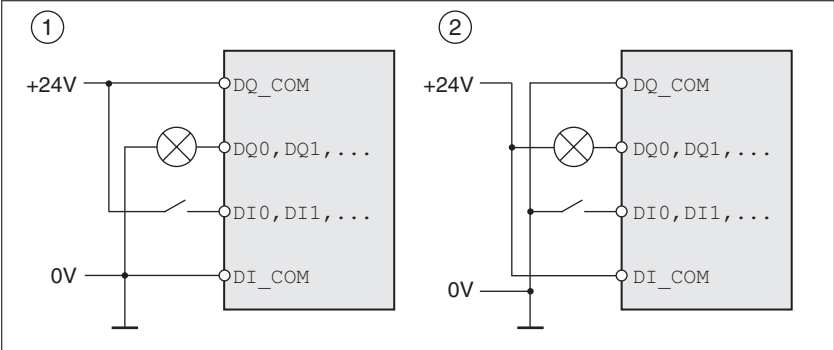 1
+24V
DQ_COM
DQ0,DQ1,...
DI0,DI1,...
0V
DI_COM
2
+24V
DQ_COM
DQ0,DQ1,...
DI0,DI1,...
DI_COM
0V